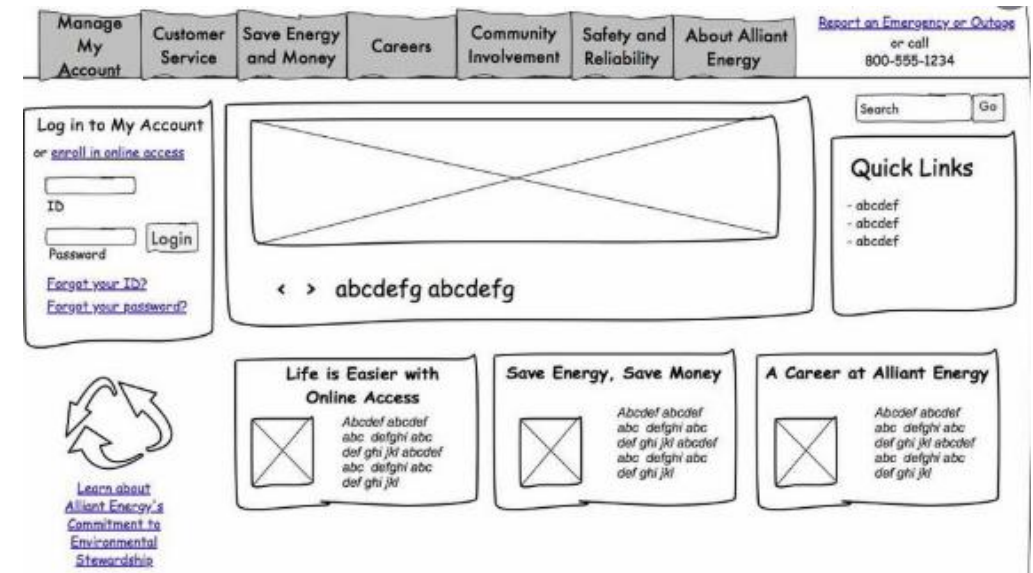 Manage
My
Account
Customer
Service
Save Energy
and Money
Careers
Community
Involvement
Safety and
Reliability
About Alliant
Energy
Report an Emergency or Outage
or call
800-555-1234
Log in to My Account
or enroll in online access
ID
Password
Login
Forgot your ID?
Forgot your password?
< > abcdefg abcdefg
Search
Go
Quick Links
- abcdef
- abcdef
- abcdef
Learn about
Alliant Energy's
Commitment to
Environmental
Stewardship
Life is Easier with
Online Access
Abcdef abcdef
abc defghi abc
def ghi jkl abcdef
abc defghi abc
def ghi jkl
Save Energy, Save Money
Abcdef abcdef
abc defghi abc
def ghi jkl abcdef
abc defghi abc
def ghi jkl
A Career at Alliant Energy
Abcdef abcdef
abc defghi abc
def ghi jkl abcdef
abc defghi abc
def ghi jkl